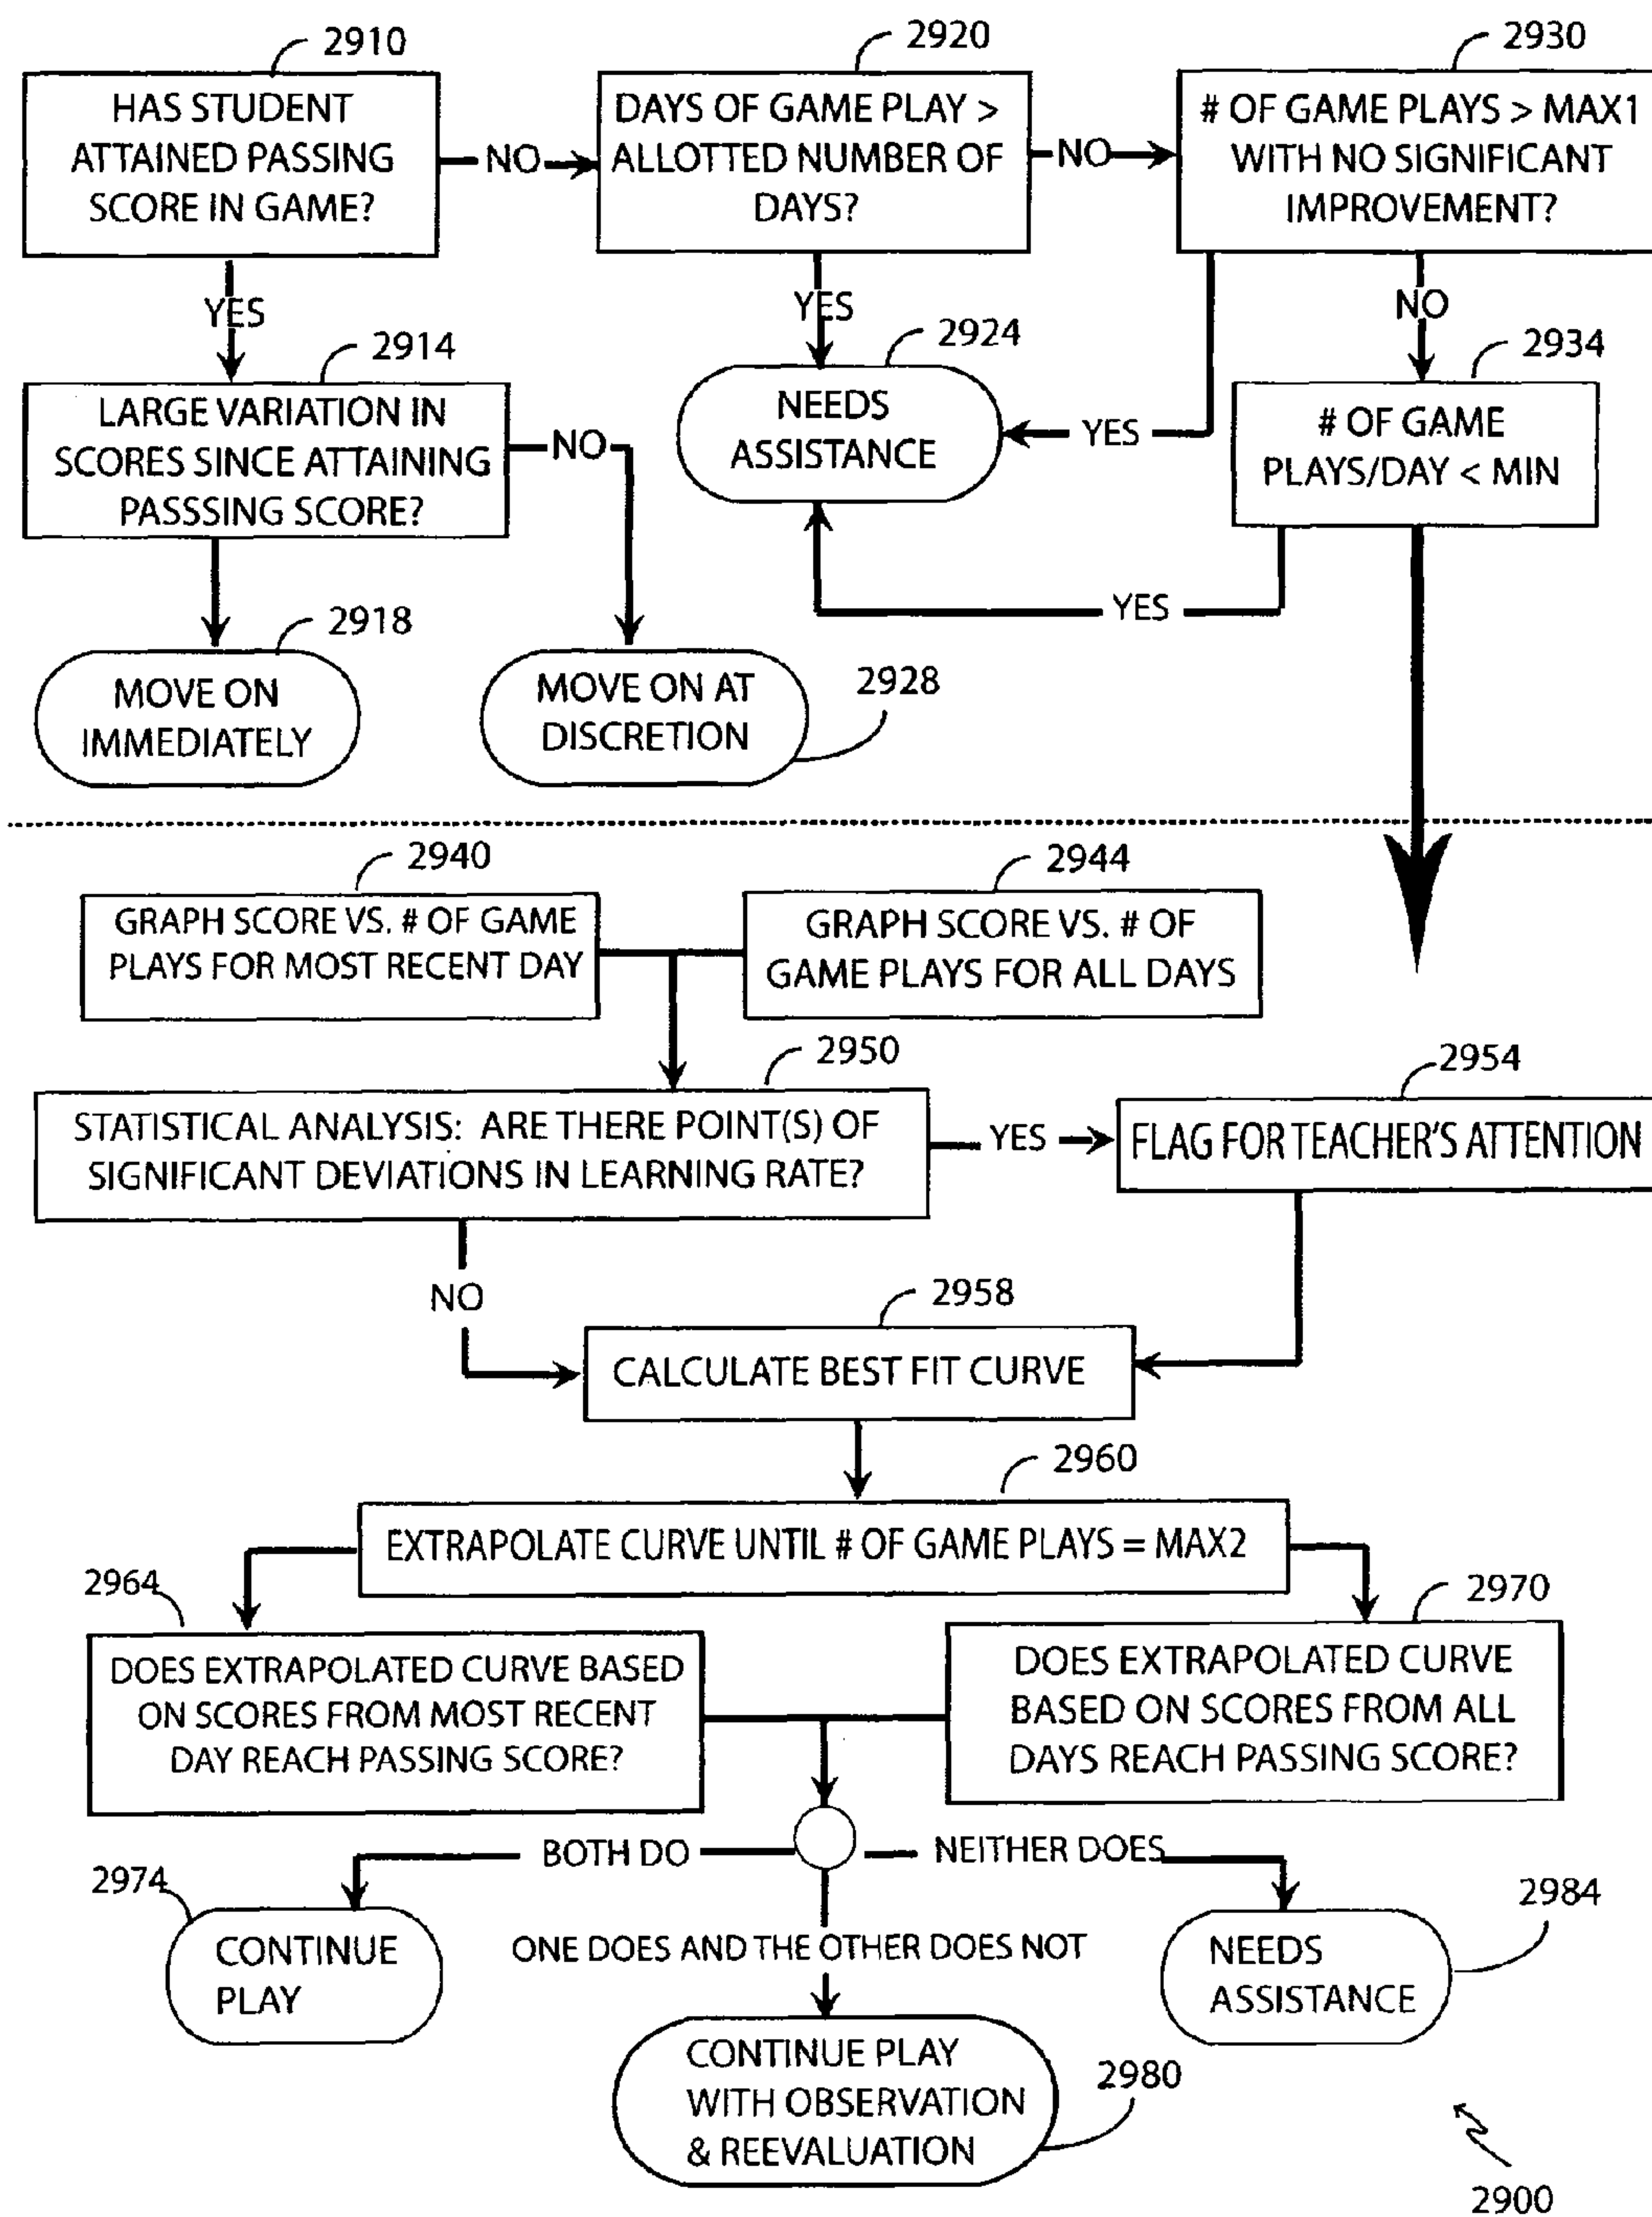 2910
HAS STUDENT
ATTAINED PASSING
SCORE IN GAME?
NO
2920
DAYS OF GAME PLAY >
ALLOTTED NUMBER OF
DAYS?
NO
2930
# OF GAME PLAYS > MAX1
WITH NO SIGNIFICANT
IMPROVEMENT?
YES
YES
NO
2914
LARGE VARIATION IN
SCORES SINCE ATTAINING
PASSSING SCORE?
NO
2924
NEEDS
ASSISTANCE
YES
2934
# OF GAME
PLAYS/DAY < MIN
YES
2918
MOVE ON
IMMEDIATELY
MOVE ON AT
DISCRETION
2928
2940
GRAPH SCORE VS. # OF GAME
PLAYS FOR MOST RECENT DAY
2944
GRAPH SCORE VS. # OF
GAME PLAYS FOR ALL DAYS
2950
STATISTICAL ANALYSIS: ARE THERE POINT(S) OF
SIGNIFICANT DEVIATIONS IN LEARNING RATE?
YES
2954
FLAG FOR TEACHER'S ATTENTION
NO
2958
CALCULATE BEST FIT CURVE
2960
EXTRAPOLATE CURVE UNTIL # OF GAME PLAYS = MAX2
2964
DOES EXTRAPOLATED CURVE BASED
ON SCORES FROM MOST RECENT
DAY REACH PASSING SCORE?
2970
DOES EXTRAPOLATED CURVE
BASED ON SCORES FROM ALL
DAYS REACH PASSING SCORE?
BOTH DO
NEITHER DOES
2974
CONTINUE
PLAY
ONE DOES AND THE OTHER DOES NOT
2984
NEEDS
ASSISTANCE
CONTINUE PLAY
WITH OBSERVATION
& REEVALUATION
2980
2900